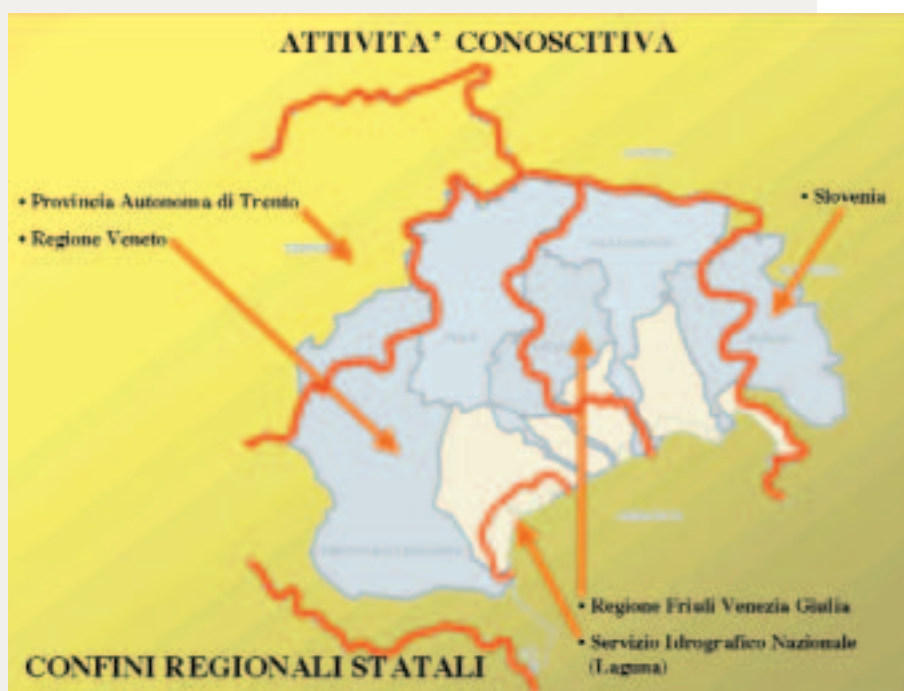 ATTIVITA' CONOSCITIVA
• Provincia Autonoma di Trento
• Regione Veneto
• Slovenia
• Regione Friuli Venezia Giulia
• Servizio Idrografico Nazionale
(Laguna)
CONFINI REGIONALI STATALI